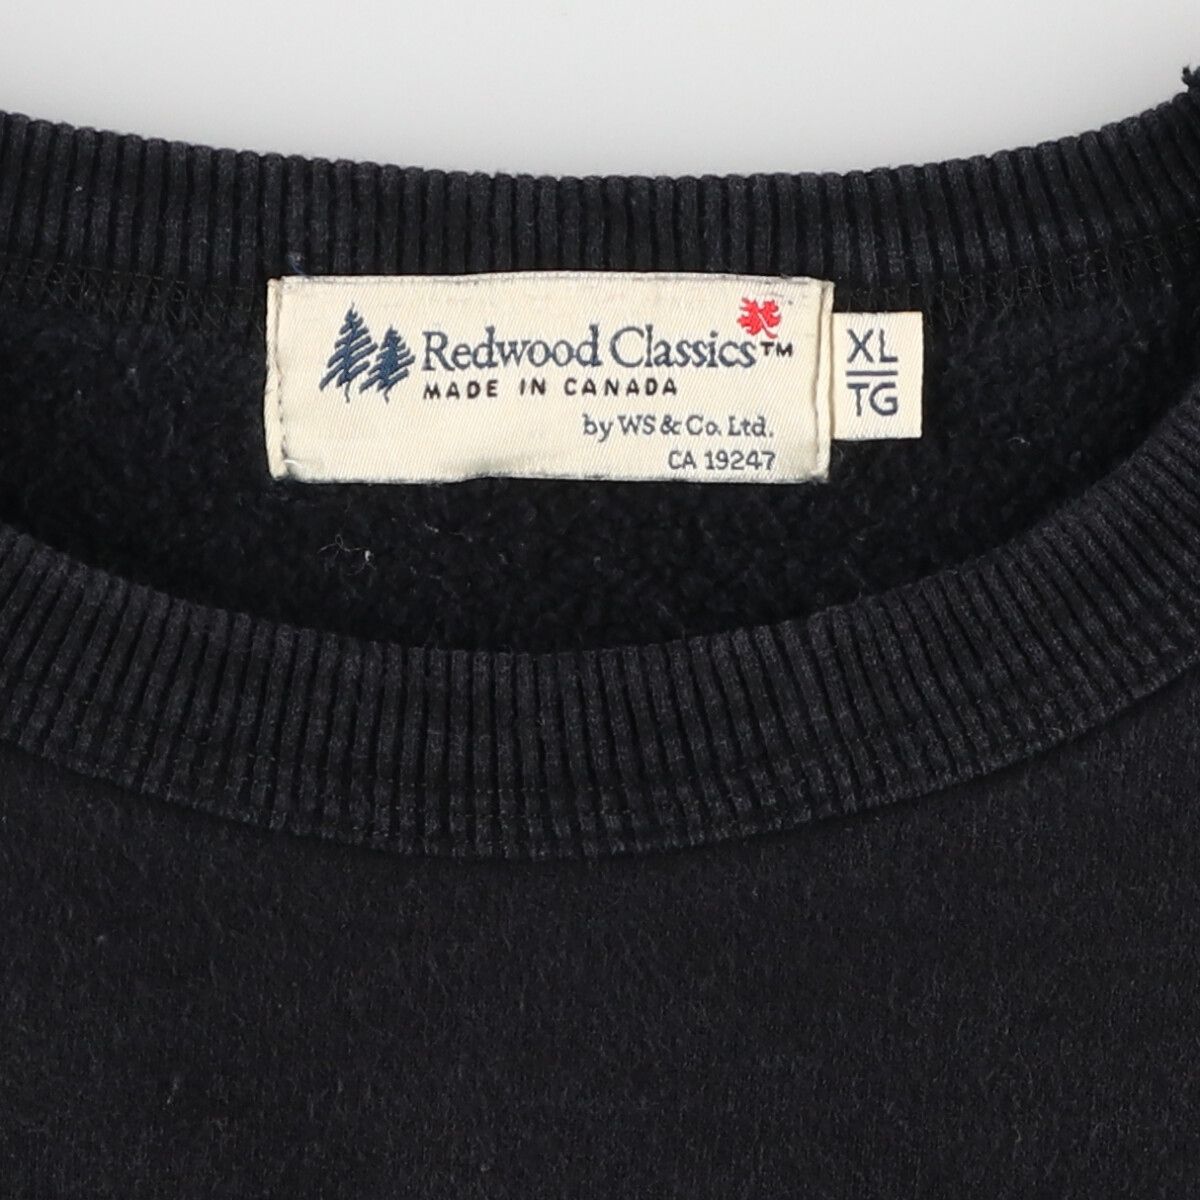 Redwood Classics™
MADE IN CANADA
by WS & Co. Ltd.
CA 19247
XL
TG